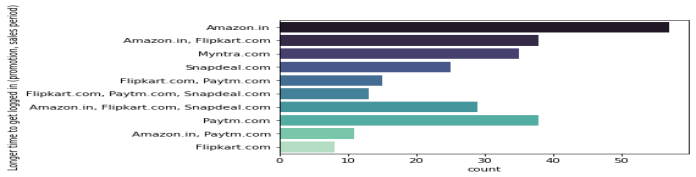 Longer time to get logged in (promotion, sales period)
Amazon.in
Amazon.in, Flipkart.com
Myntra.com
Snapdeal.com
Flipkart.com, Paytm.com
Flipkart.com, Paytm.com, Snapdeal.com
Amazon.in, Flipkart.com, Snapdeal.com
Paytm.com
Amazon.in, Paytm.com
Flipkart.com
0 10 20 30 40 50
count